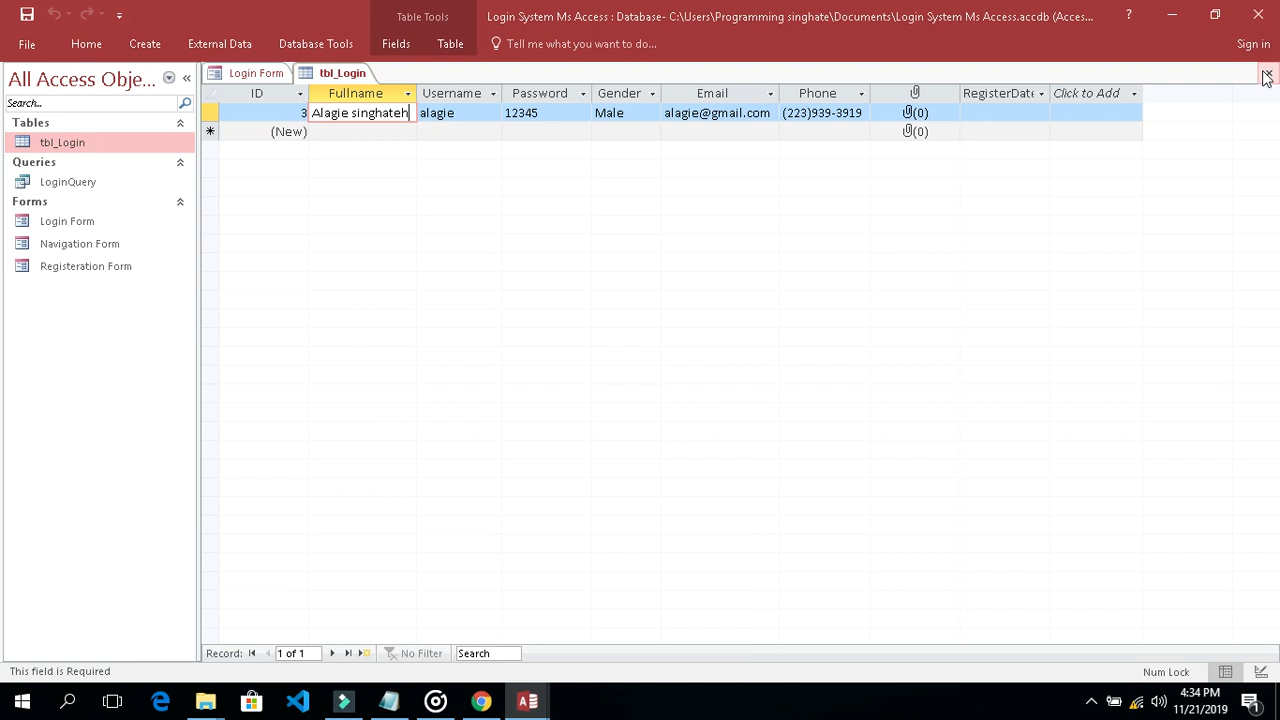 Table Tools
Login System Ms Access : Database- C:\Users\Programming singhate\Documents\Login System Ms Access.accdb (Acces...
?
File Home Create External Data Database Tools Fields Table Tell me what you want to do... Sign in
All Access Obje... «
Login Form tbl_Login
Search...
ID Fullname Username Password Gender Email Phone RegisterDate Click to Add
3 Alagie singhateh alagie 12345 Male alagie@gmail.com (223)939-3919 (0)
* (New) (0)
Tables
tbl_Login
Queries
LoginQuery
Forms
Login Form
Navigation Form
Registeration Form
Record: 1 of 1 No Filter Search
This field is Required Num Lock
4:34 PM
11/21/2019
1